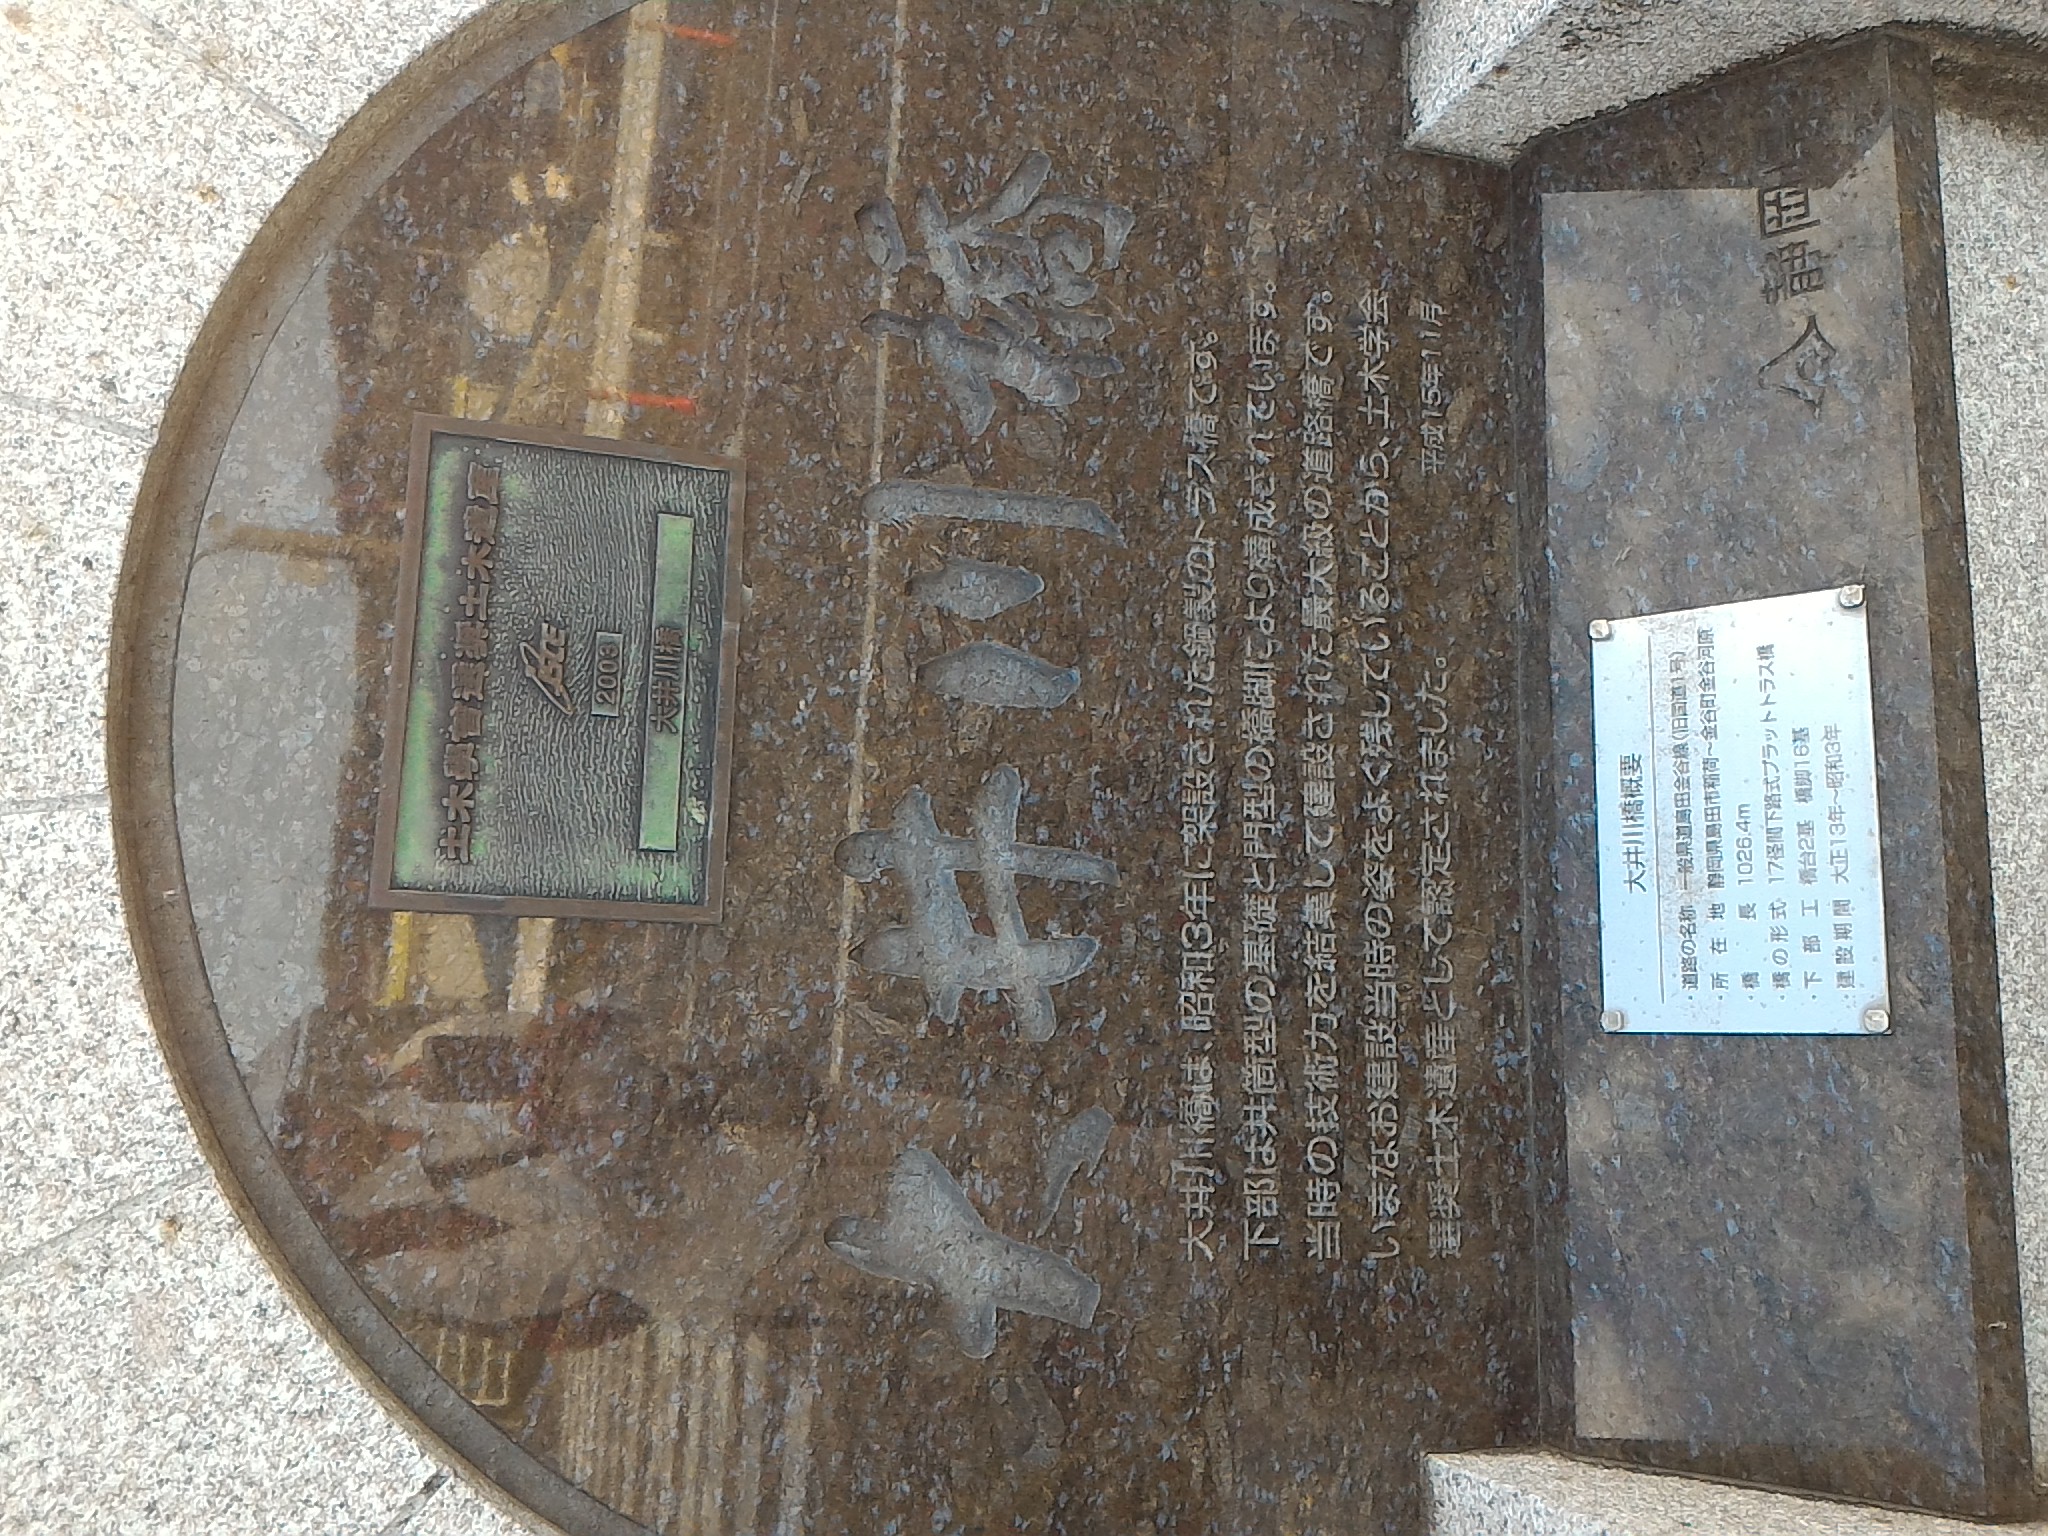 土木學會選奨土木遺産
JSCE
2003
大井川橋
大井川橋
大井川橋は、昭和3年に架設された鋼製のトラス橋です。
下部は井筒型の基礎と門型の橋脚により構成されています。
当時の技術力を結集して建設された最大級の道路橋です。
いまなお建設当時の姿をよく残していることから、土木学会
選奨土木遺産として認定されました。
平成15年11月
大井川橋概要
・道路の名称 一般県道島田金谷線(旧国道1号)
・所在地 静岡県島田市稲荷~金谷町金谷河原
・橋長 1026.4m
・橋の形式 17径間下路式プラットトラス橋
・下部工 橋台2基 橋脚16基
・建設期間 大正13年~昭和3年
静岡